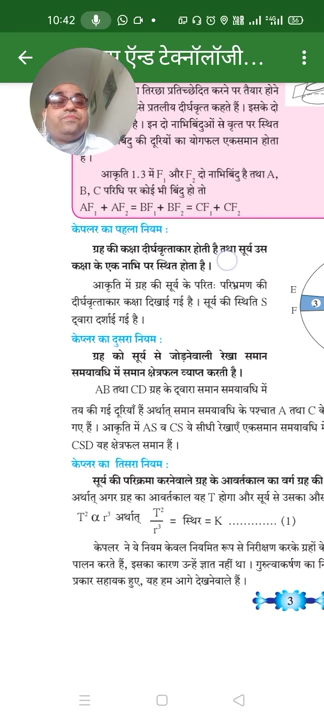 10:42
86
ॲन्ड टेक्नॉलॉजी...
तिरछा प्रतिच्छेदित करने पर तैयार होने
से प्रतलीय दीर्घवृत्त कहते हैं। इसके दो
है। इन दो नाभिबिंदुओं से वृत्त पर स्थित
बिंदु की दूरियों का योगफल एकसमान होता
है।
आकृति 1.3 में F₁ और F₂ दो नाभिबिंदु है तथा A,
B, C परिधि पर कोई भी बिंदु हो तो
AF₁ + AF₂ = BF₁ + BF₂ = CF₁ + CF₂
केपलर का पहला नियम :
ग्रह की कक्षा दीर्घवृत्ताकार होती है तथा सूर्य उस
कक्षा के एक नाभि पर स्थित होता है।
आकृति में ग्रह की सूर्य के परितः परिभ्रमण की
दीर्घवृत्ताकार कक्षा दिखाई गई है। सूर्य की स्थिति S
द्वारा दर्शाई गई है।
E
3
F
केप्लर का दुसरा नियम :
ग्रह को सूर्य से जोड़नेवाली रेखा समान
समयावधि में समान क्षेत्रफल व्याप्त करती है।
AB तथा CD ग्रह के द्वारा समान समयावधि में
तय की गई दूरियाँ हैं अर्थात् समान समयावधि के पश्चात A तथा C के
गए हैं। आकृति में AS व CS ये सीधी रेखाएँ एकसमान समयावधि में
CSD यह क्षेत्रफल समान हैं।
केप्लर का तिसरा नियम :
सूर्य की परिक्रमा करनेवाले ग्रह के आवर्तकाल का वर्ग ग्रह की
अर्थात् अगर ग्रह का आवर्तकाल यह T होगा और सूर्य से उसका औस
T² α r³ अर्थात् T²/r³ = स्थिर = K ............. (1)
केपलर ने ये नियम केवल नियमित रूप से निरीक्षण करके ग्रहों के
पालन करते हैं, इसका कारण उन्हें ज्ञात नहीं था। गुरुत्वाकर्षण का नि
प्रकार सहायक हुए, यह हम आगे देखनेवाले हैं।
3